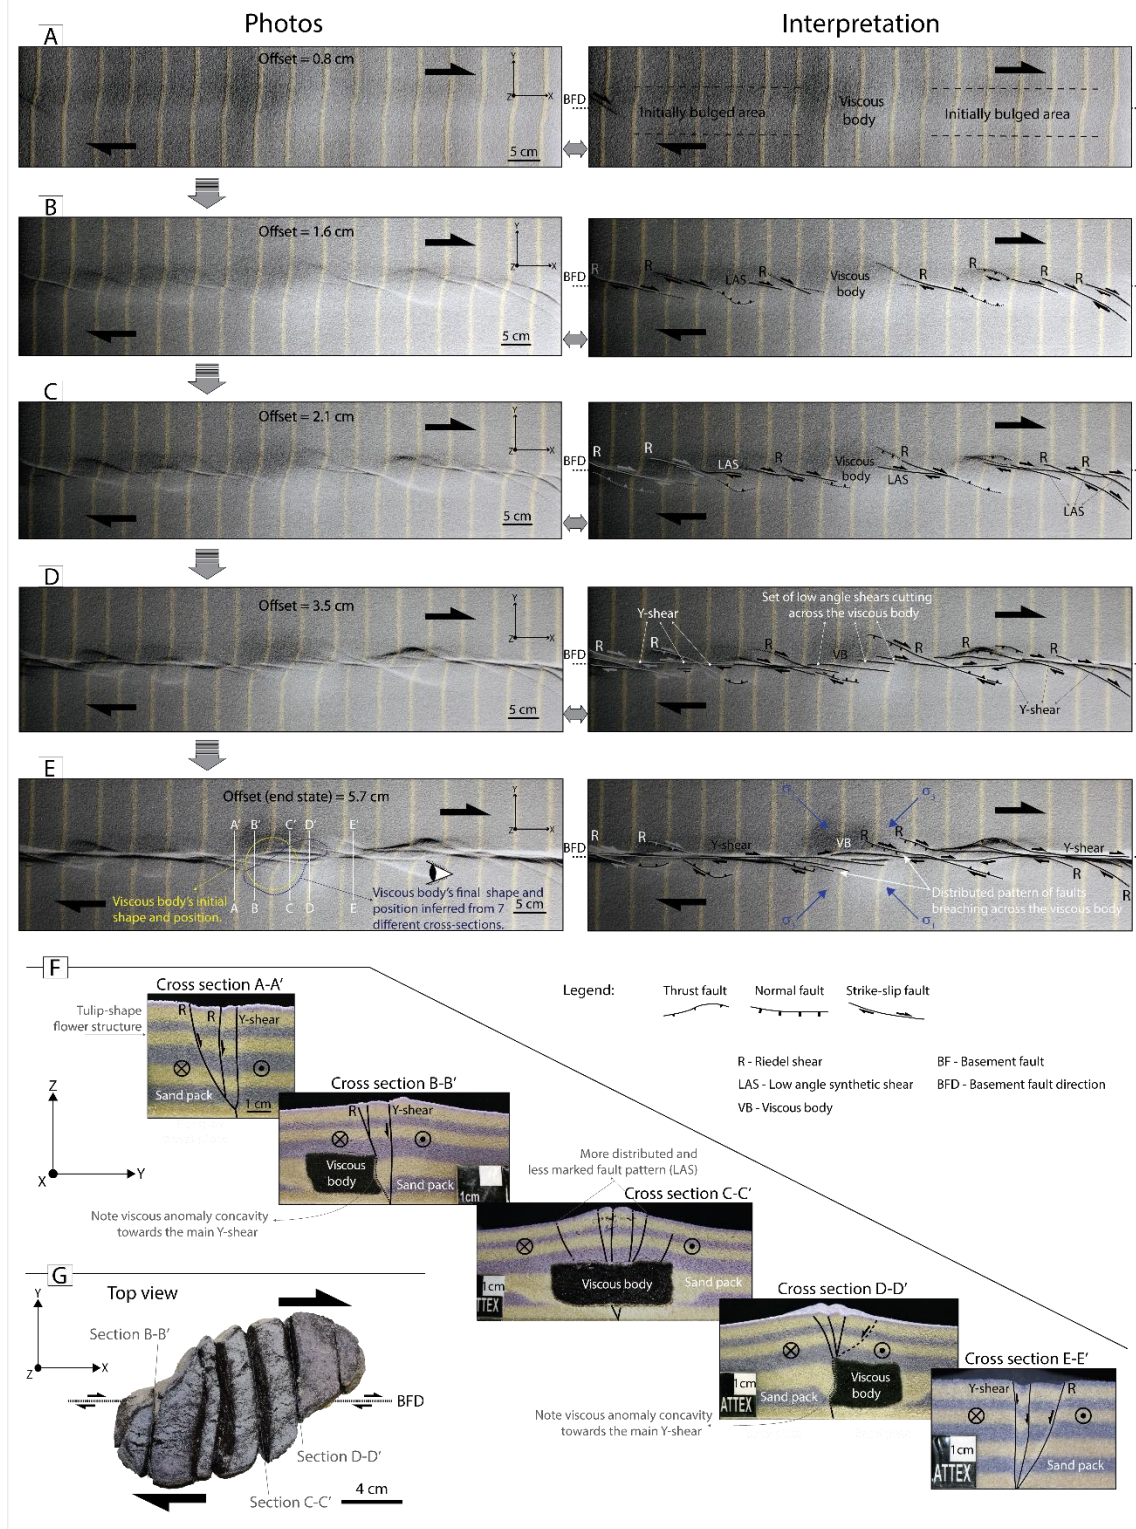 Photos
Interpretation
A
Offset = 0.8 cm
Y
Z
X
5 cm
BFD
Initially bulged area
Viscous
body
Initially bulged area
B
Offset = 1.6 cm
Y
Z
X
5 cm
BFD
R
R
LAS
R
Viscous
body
R
R
R
R
C
Offset = 2.1 cm
Y
Z
X
5 cm
BFD
R
R
LAS
R
Viscous
body
LAS
R
R
R
R
LAS
D
Offset = 3.5 cm
Y
Z
X
5 cm
BFD
Y-shear
Set of low angle shears cutting
across the viscous body
R
R
R
VB
R
R
R
R
R
Y-shear
E
Offset (end state) = 5.7 cm
Y
Z
X
A' B' C' D' E'
A B C D E
Viscous body's initial
shape and position.
Viscous body's final shape and
position inferred from 7
different cross-sections.
5 cm
BFD
R
R
Y-shear
VB
R
R
Y-shear
R
R
Distributed pattern of faults
breaching across the viscous body
F
Cross section A-A'
Tulip-shape
flower structure
R
R
Y-shear
Sand pack
1 cm
Z
X
Y
Cross section B-B'
R
Y-shear
Viscous
body
Sand pack
1cm
Note viscous anomaly concavity
towards the main Y-shear
Legend:
Thrust fault
Normal fault
Strike-slip fault
R - Riedel shear
BF - Basement fault
LAS - Low angle synthetic shear
BFD - Basement fault direction
VB - Viscous body
More distributed and
less marked fault pattern (LAS)
Cross section C-C'
Viscous body
Sand pack
1cm
TTEX
Cross section D-D'
Viscous
body
Sand pack
1cm
ATTEX
Note viscous anomaly concavity
towards the main Y-shear
Cross section E-E'
Y-shear
R
1cm
Sand pack
.ATTEX
G
Top view
Y
Z
X
Section B-B'
BFD
Section D-D'
Section C-C'
4 cm